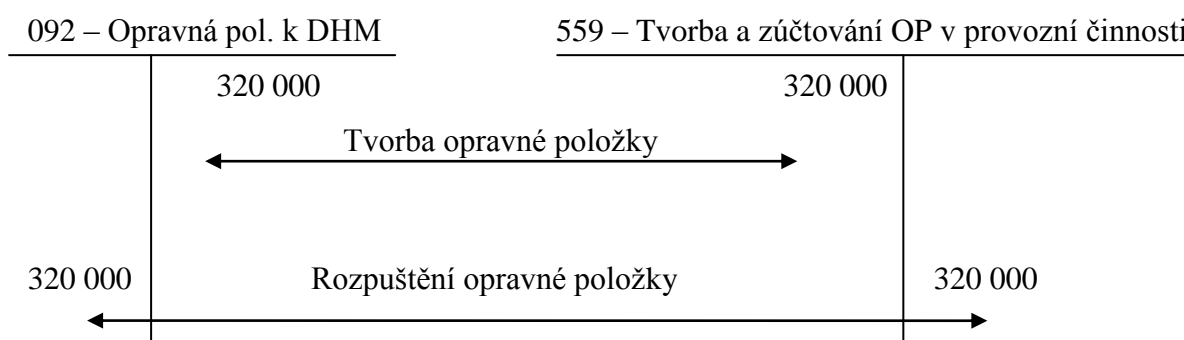 092 – Opravná pol. k DHM 559 – Tvorba a zúčtování OP v provozní činnosti
320 000 320 000
Tvorba opravné položky
320 000 Rozpuštění opravné položky 320 000